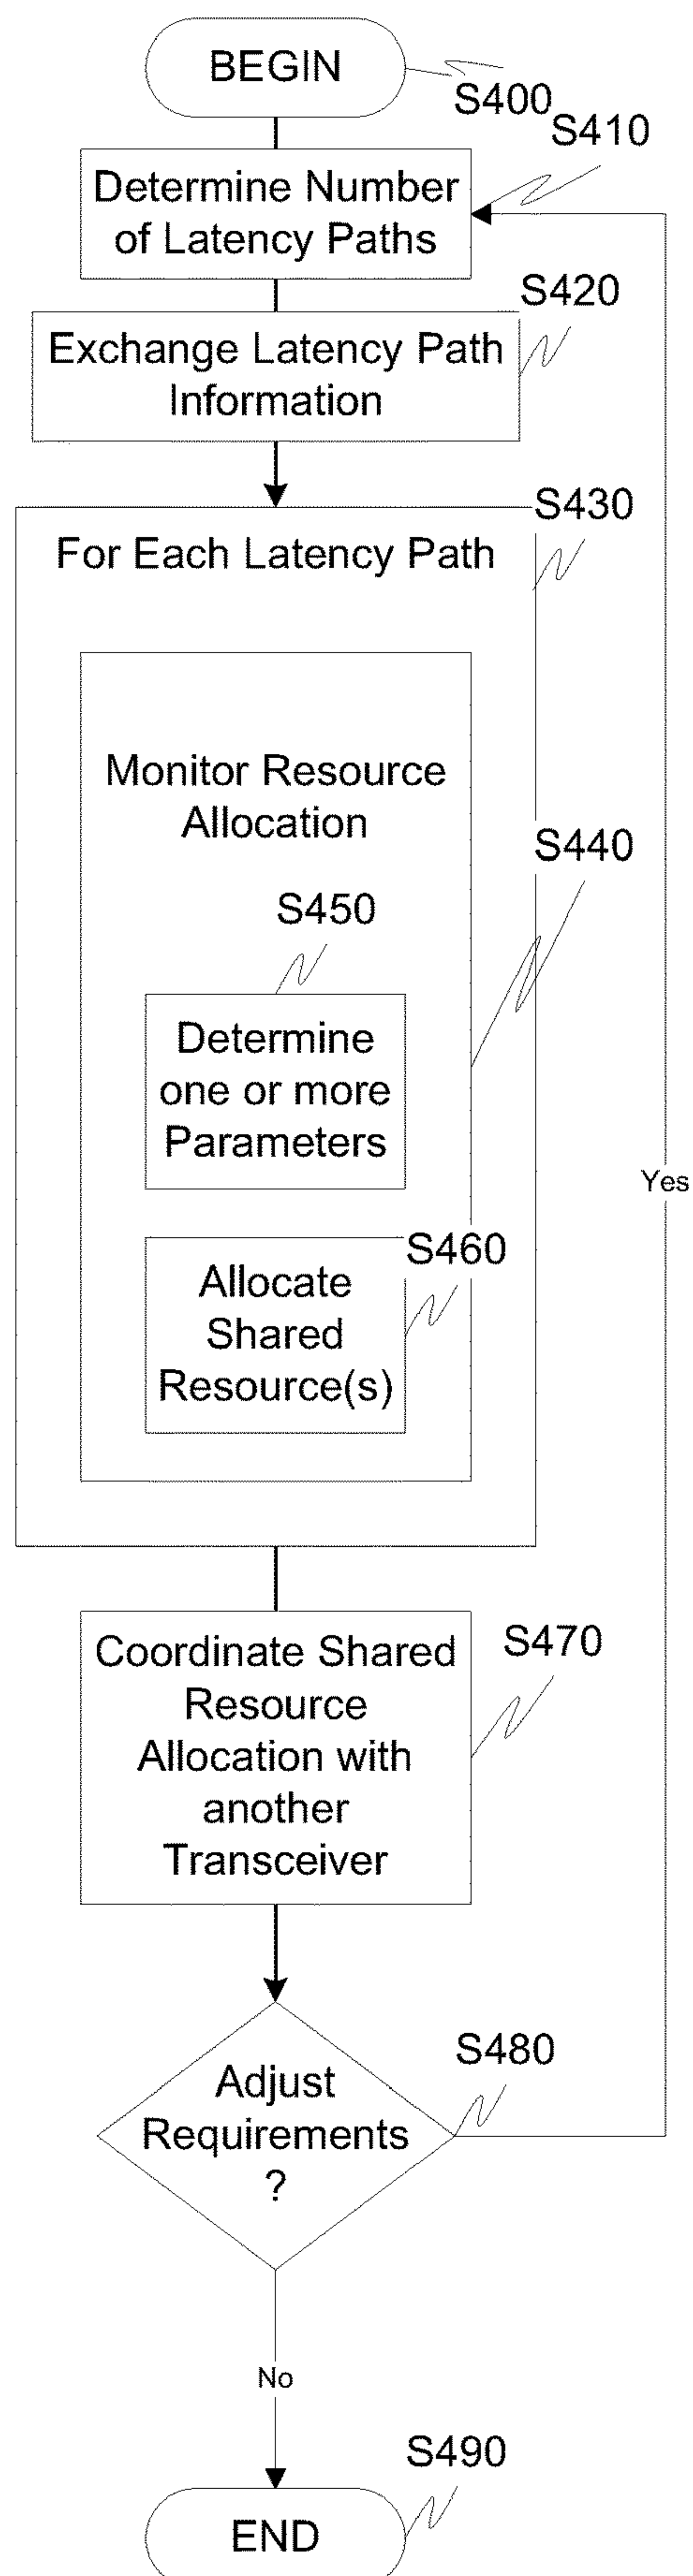 BEGIN
S400
S410
Determine Number
of Latency Paths
S420
Exchange Latency Path
Information
S430
For Each Latency Path
Monitor Resource
Allocation
S440
S450
Determine
one or more
Parameters
Yes
S460
Allocate
Shared
Resource(s)
S470
Coordinate Shared
Resource
Allocation with
another
Transceiver
S480
Adjust
Requirements
?
No
S490
END